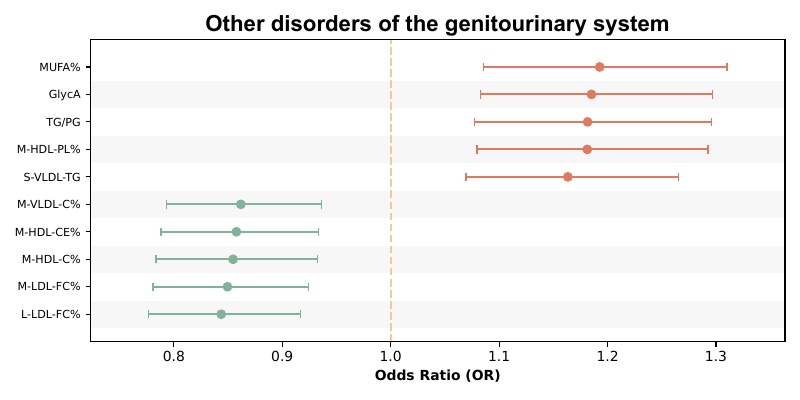 Other disorders of the genitourinary system
MUFA%
GlycA
TG/PG
M-HDL-PL%
S-VLDL-TG
M-VLDL-C%
M-HDL-CE%
M-HDL-C%
M-LDL-FC%
L-LDL-FC%
0.8 0.9 1.0 1.1 1.2 1.3
Odds Ratio (OR)